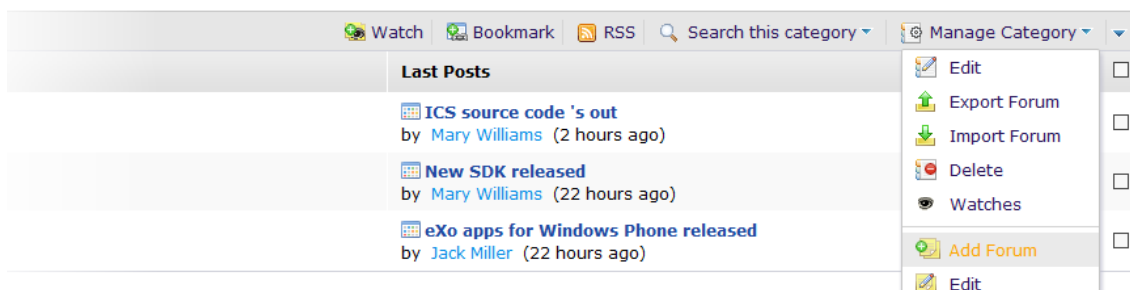 Watch Bookmark RSS Search this category Manage Category
Last Posts
ICS source code 's out
by Mary Williams (2 hours ago)
New SDK released
by Mary Williams (22 hours ago)
eXo apps for Windows Phone released
by Jack Miller (22 hours ago)
Edit
Export Forum
Import Forum
Delete
Watches
Add Forum
Edit